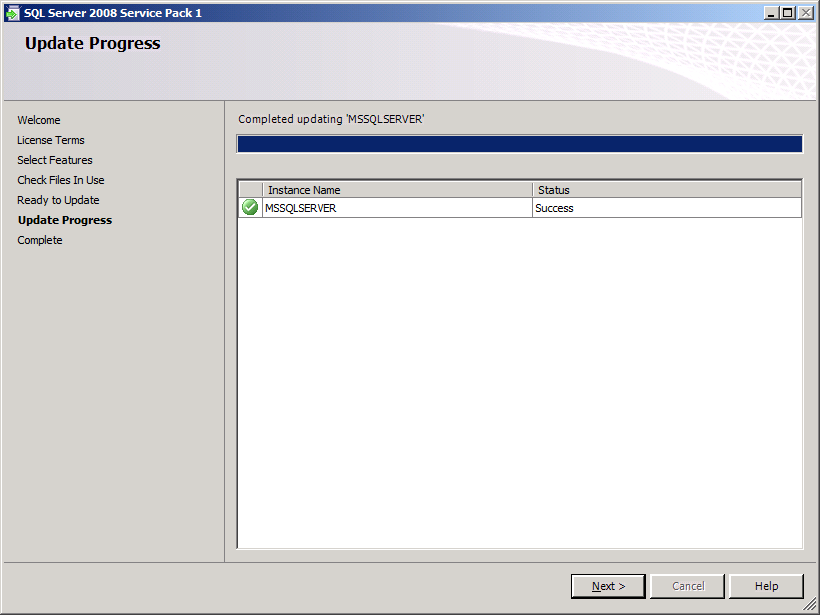 SQL Server 2008 Service Pack 1
Update Progress
Welcome
License Terms
Select Features
Check Files In Use
Ready to Update
Update Progress
Complete
Completed updating 'MSSQLSERVER'
Instance Name Status
MSSQLSERVER Success
Next > Cancel Help